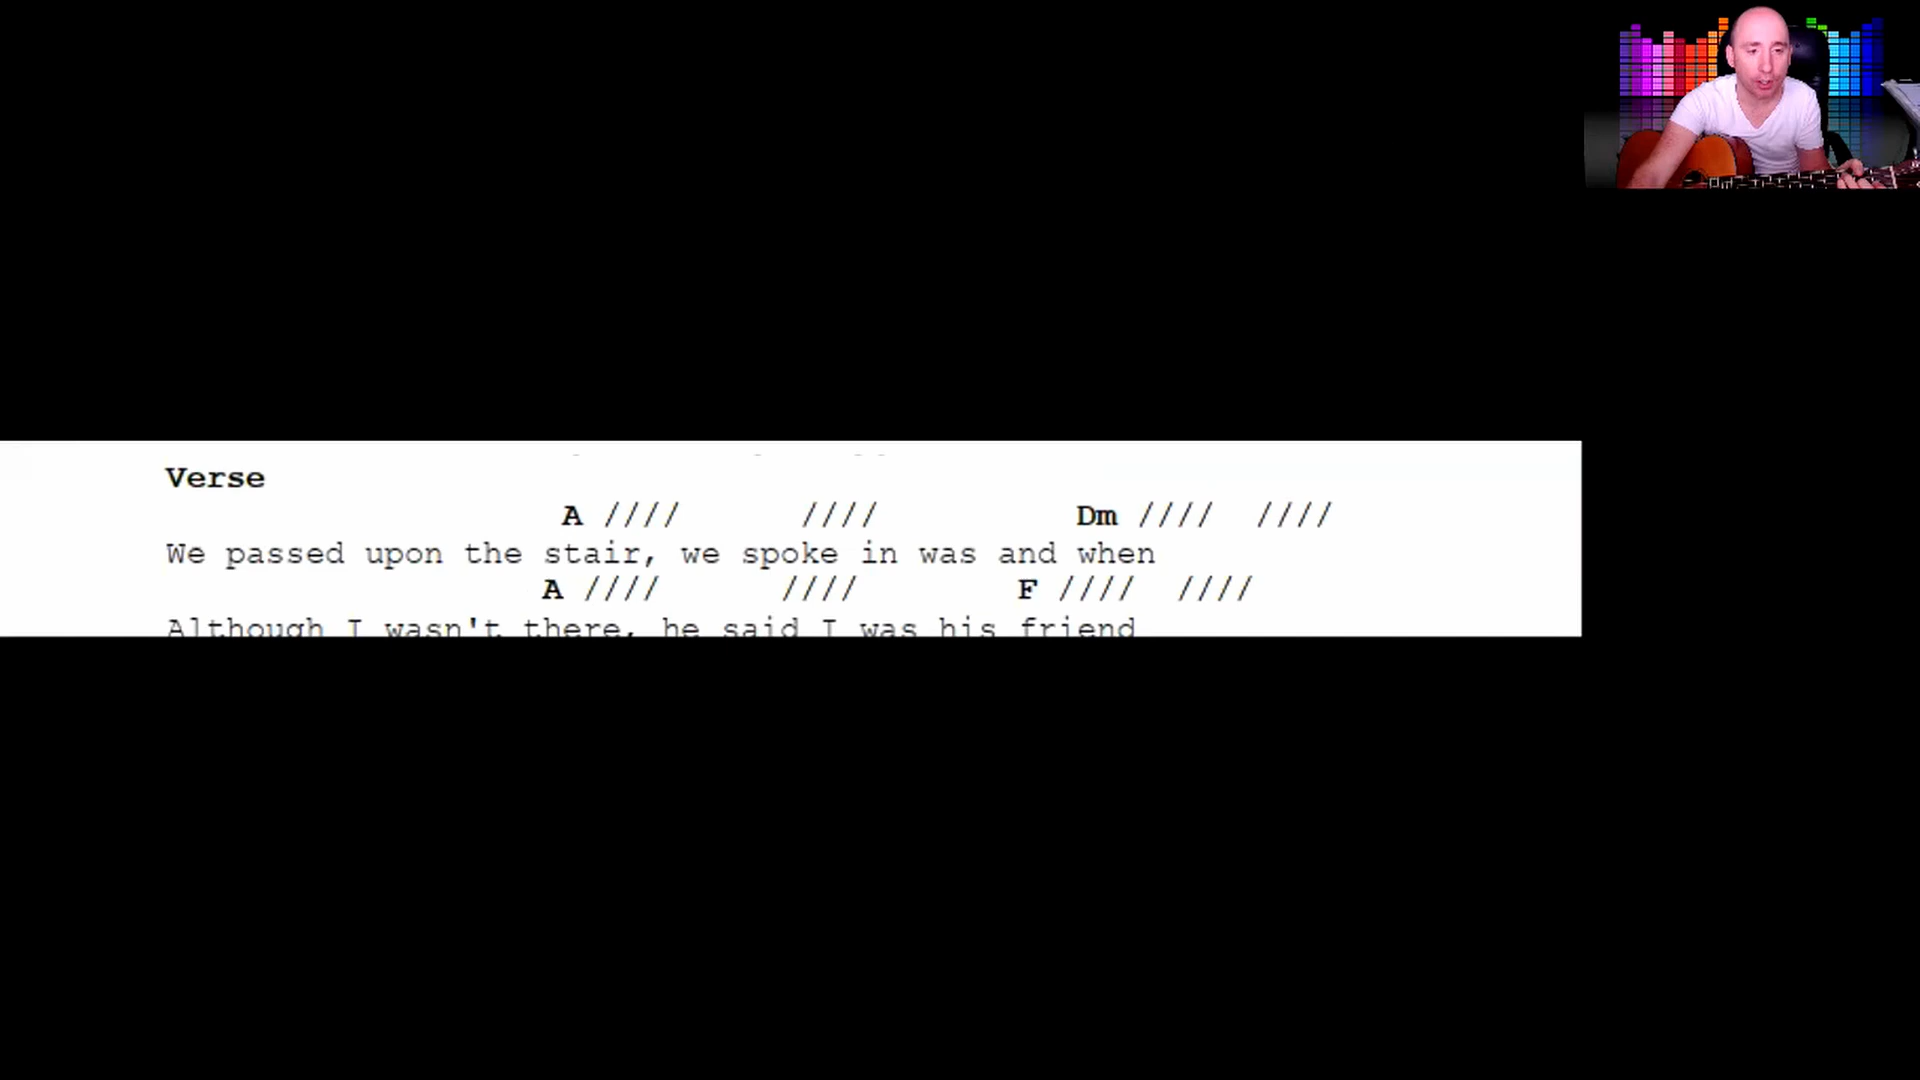 Verse
A //// //// Dm //// ////
We passed upon the stair, we spoke in was and when
A //// //// F //// ////
Although I wasn't there, he said I was his friend